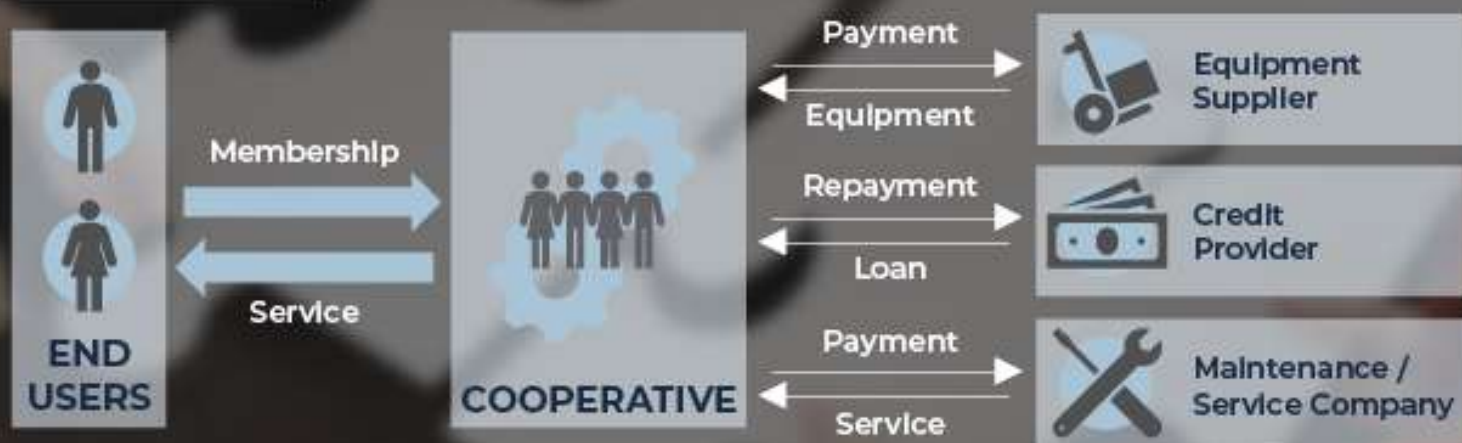 Membership
Service
END
USERS
COOPERATIVE
Payment
Equipment
Repayment
Loan
Payment
Service
Equipment
Supplier
Credit
Provider
Maintenance /
Service Company